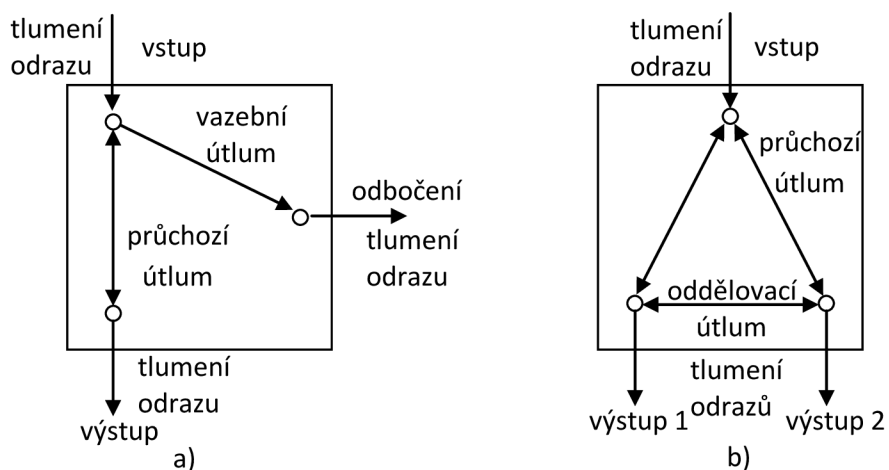 tlumení
odrazu
vstup
vazební
útlum
odbočení
tlumení
odrazu
průchozí
útlum
tlumení
odrazu
výstup
a)
tlumení
odrazu
vstup
průchozí
útlum
oddělovací
útlum
tlumení
odrazů
výstup 1
výstup 2
b)